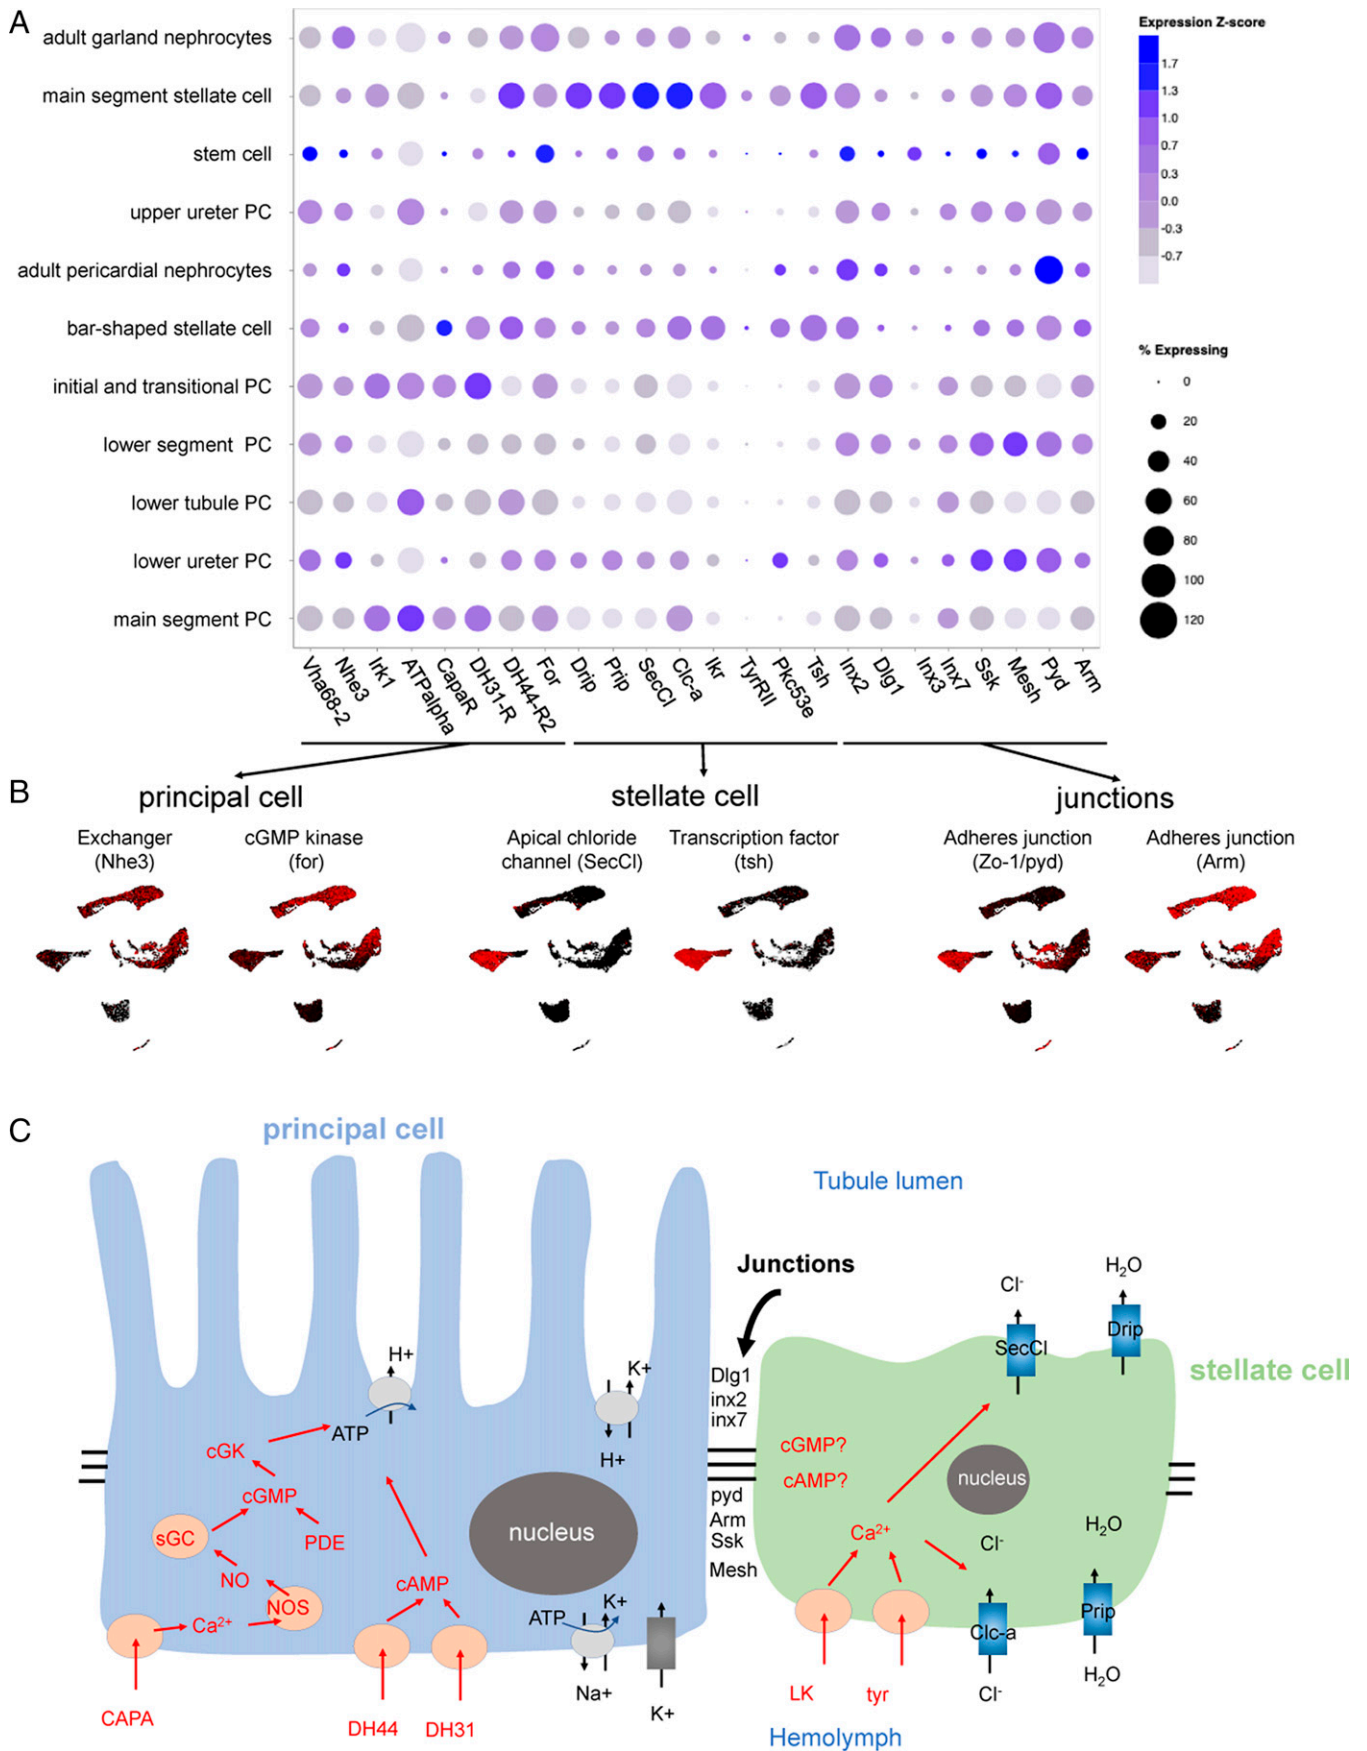 A
Expression Z-score
1.7
1.3
1.0
0.7
0.3
0.0
-0.3
-0.7
% Expressing
0
20
40
60
80
100
120
adult garland nephrocytes
main segment stellate cell
stem cell
upper ureter PC
adult pericardial nephrocytes
bar-shaped stellate cell
initial and transitional PC
lower segment PC
lower tubule PC
lower ureter PC
main segment PC
Vha68-2
Nhe3
Irk1
ATPalpha
CapaR
DH31-R
DH44-R2
For
Drip
Prip
SecCl
Clc-a
lkr
TyrRII
Pkc53e
Tsh
Inx2
Dlg1
Inx3
Inx7
Ssk
Mesh
Pyd
Arm
B
principal cell
stellate cell
junctions
Exchanger
(Nhe3)
cGMP kinase
(for)
Apical chloride
channel (SecCl)
Transcription factor
(tsh)
Adheres junction
(Zo-1/pyd)
Adheres junction
(Arm)
C
principal cell
Tubule lumen
Junctions
stellate cell
H+
K+
ATP
H+
cGK
cGMP
sGC
PDE
NO
NOS
Ca2+
cAMP
nucleus
ATP
K+
Na+
K+
CAPA
DH44
DH31
Dlg1
inx2
inx7
pyd
Arm
Ssk
Mesh
Cl-
SecCl
H2O
Drip
cGMP?
cAMP?
nucleus
Ca2+
Cl-
H2O
Clc-a
Prip
LK
tyr
Cl-
H2O
Hemolymph